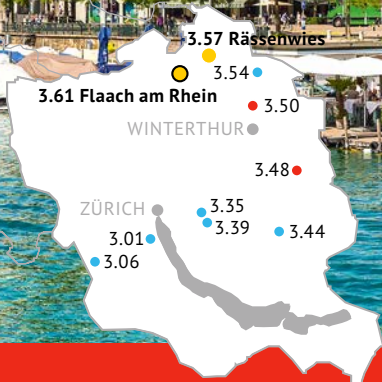 3.57 Rässenwies
3.54
3.61 Flaach am Rhein
3.50
WINTERTHUR
3.48
ZÜRICH
3.35
3.39
3.44
3.01
3.06